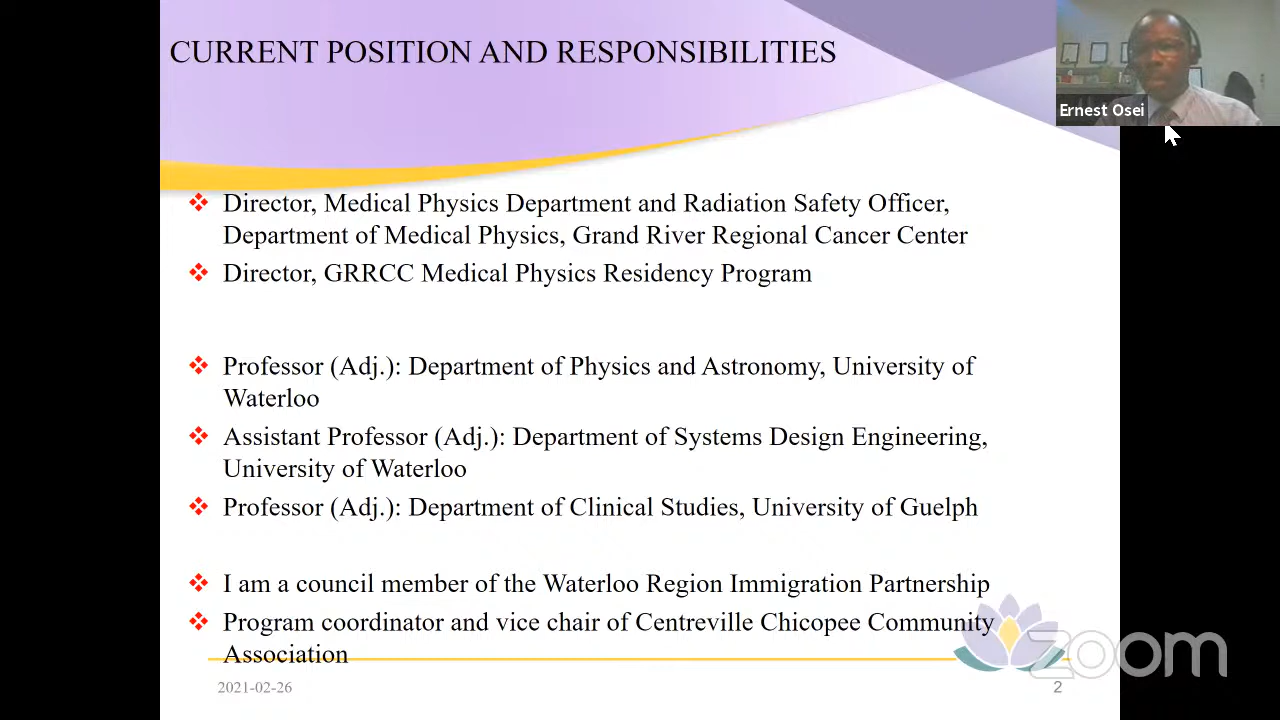 CURRENT POSITION AND RESPONSIBILITIES
Ernest Osei
Director, Medical Physics Department and Radiation Safety Officer,
Department of Medical Physics, Grand River Regional Cancer Center
Director, GRRCC Medical Physics Residency Program
Professor (Adj.): Department of Physics and Astronomy, University of
Waterloo
Assistant Professor (Adj.): Department of Systems Design Engineering,
University of Waterloo
Professor (Adj.): Department of Clinical Studies, University of Guelph
I am a council member of the Waterloo Region Immigration Partnership
Program coordinator and vice chair of Centreville Chicopee Community
Association
zoom
2021-02-26
2